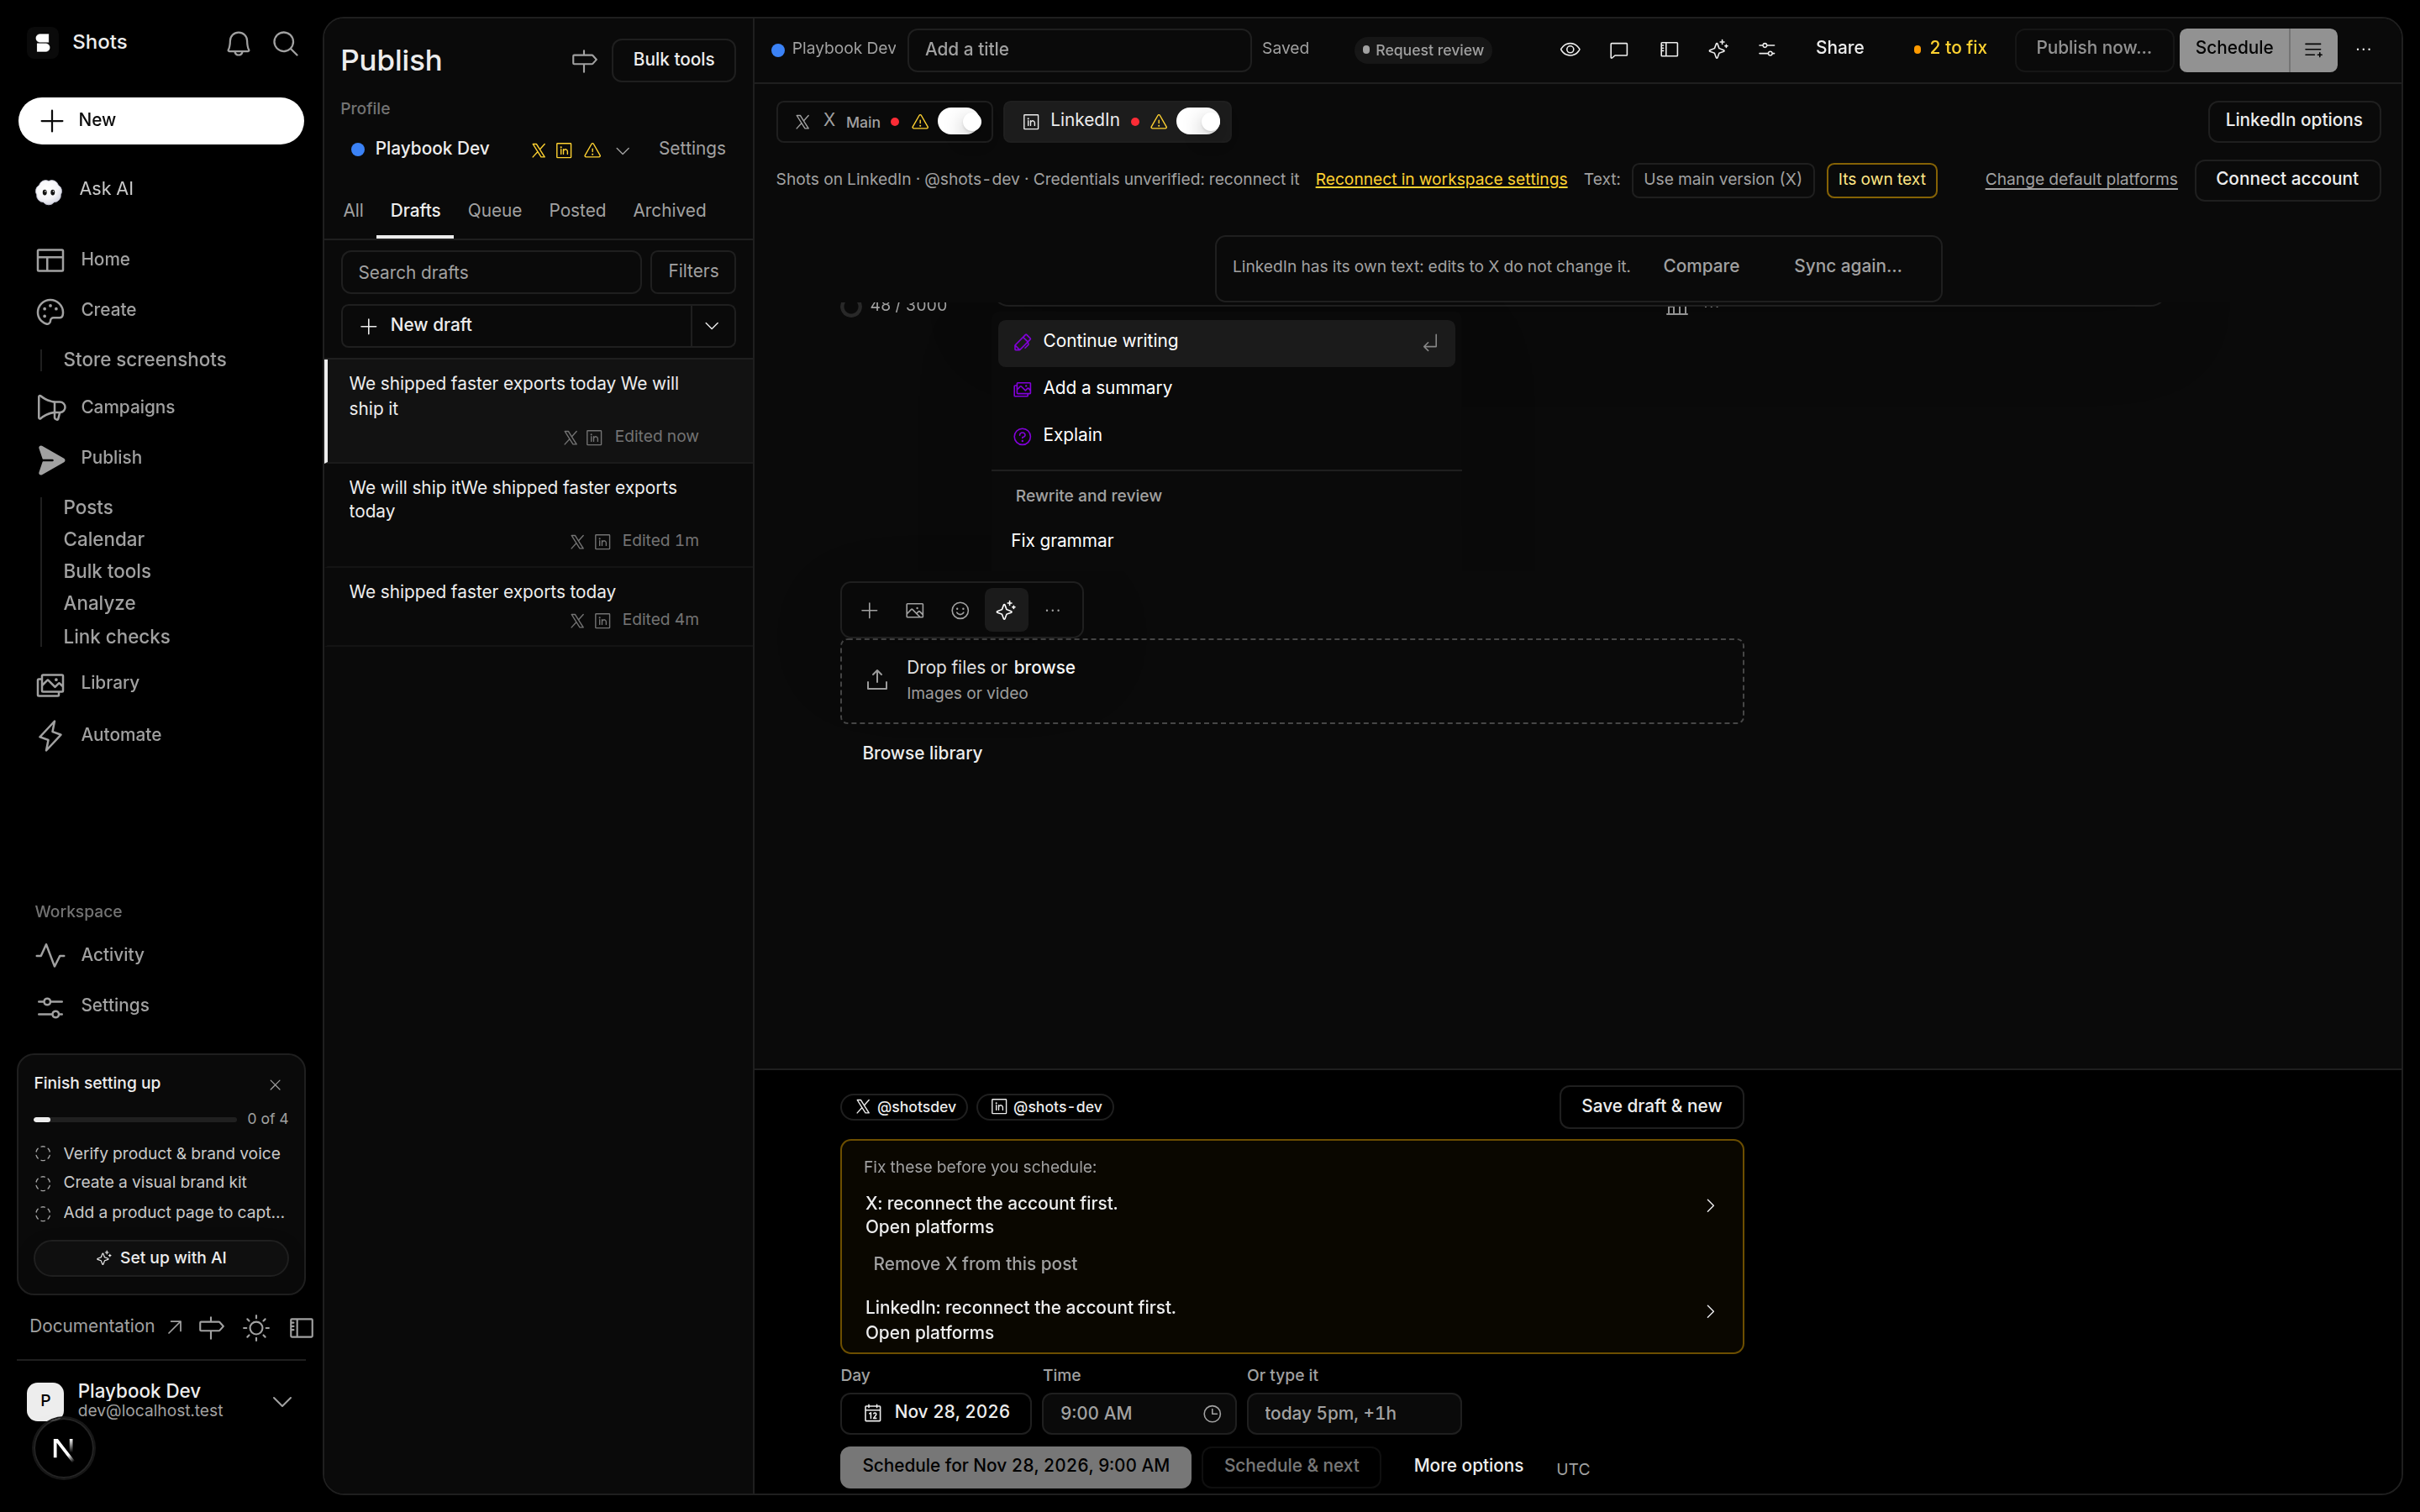 Shots
New
Ask AI
Home
Create
Store screenshots
Campaigns
Publish
Posts
Calendar
Bulk tools
Analyze
Link checks
Library
Automate
Workspace
Activity
Settings
Finish setting up
0 of 4
Verify product & brand voice
Create a visual brand kit
Add a product page to capt...
Set up with AI
Documentation
P
Playbook Dev
dev@localhost.test
N
Publish
Bulk tools
Profile
Playbook Dev
Settings
All
Drafts
Queue
Posted
Archived
Search drafts
Filters
New draft
We shipped faster exports today We will
ship it
Edited now
We will ship itWe shipped faster exports
today
Edited 1m
We shipped faster exports today
Edited 4m
Playbook Dev
Add a title
Saved
Request review
Share
2 to fix
Publish now...
Schedule
X Main
LinkedIn
LinkedIn options
Shots on LinkedIn · @shots-dev · Credentials unverified: reconnect it
Reconnect in workspace settings
Text:
Use main version (X)
Its own text
Change default platforms
Connect account
LinkedIn has its own text: edits to X do not change it.
Compare
Sync again...
48 / 3000
Continue writing
Add a summary
Explain
Rewrite and review
Fix grammar
Drop files or browse
Images or video
Browse library
@shotsdev
@shots-dev
Save draft & new
Fix these before you schedule:
X: reconnect the account first.
Open platforms
Remove X from this post
LinkedIn: reconnect the account first.
Open platforms
Day
Time
Or type it
12
Nov 28, 2026
9:00 AM
today 5pm, +1h
Schedule for Nov 28, 2026, 9:00 AM
Schedule & next
More options
UTC